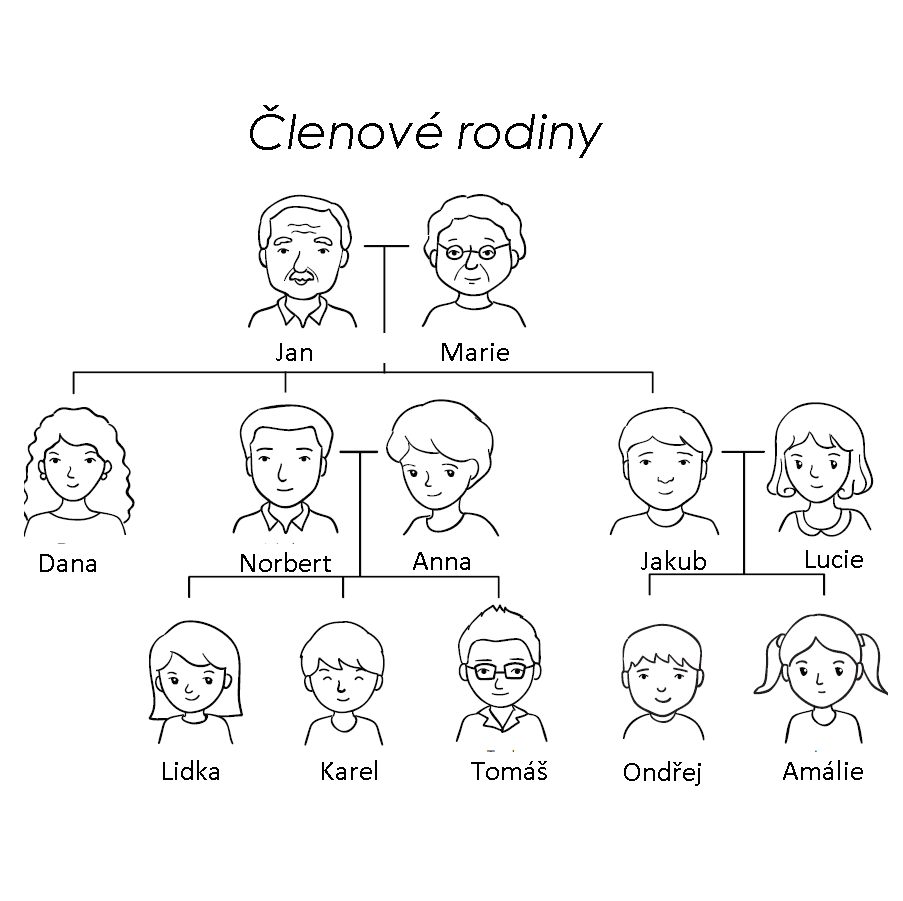 Členové rodiny
Jan Marie
Dana Norbert Anna Jakub Lucie
Lidka Karel Tomáš Ondřej Amálie